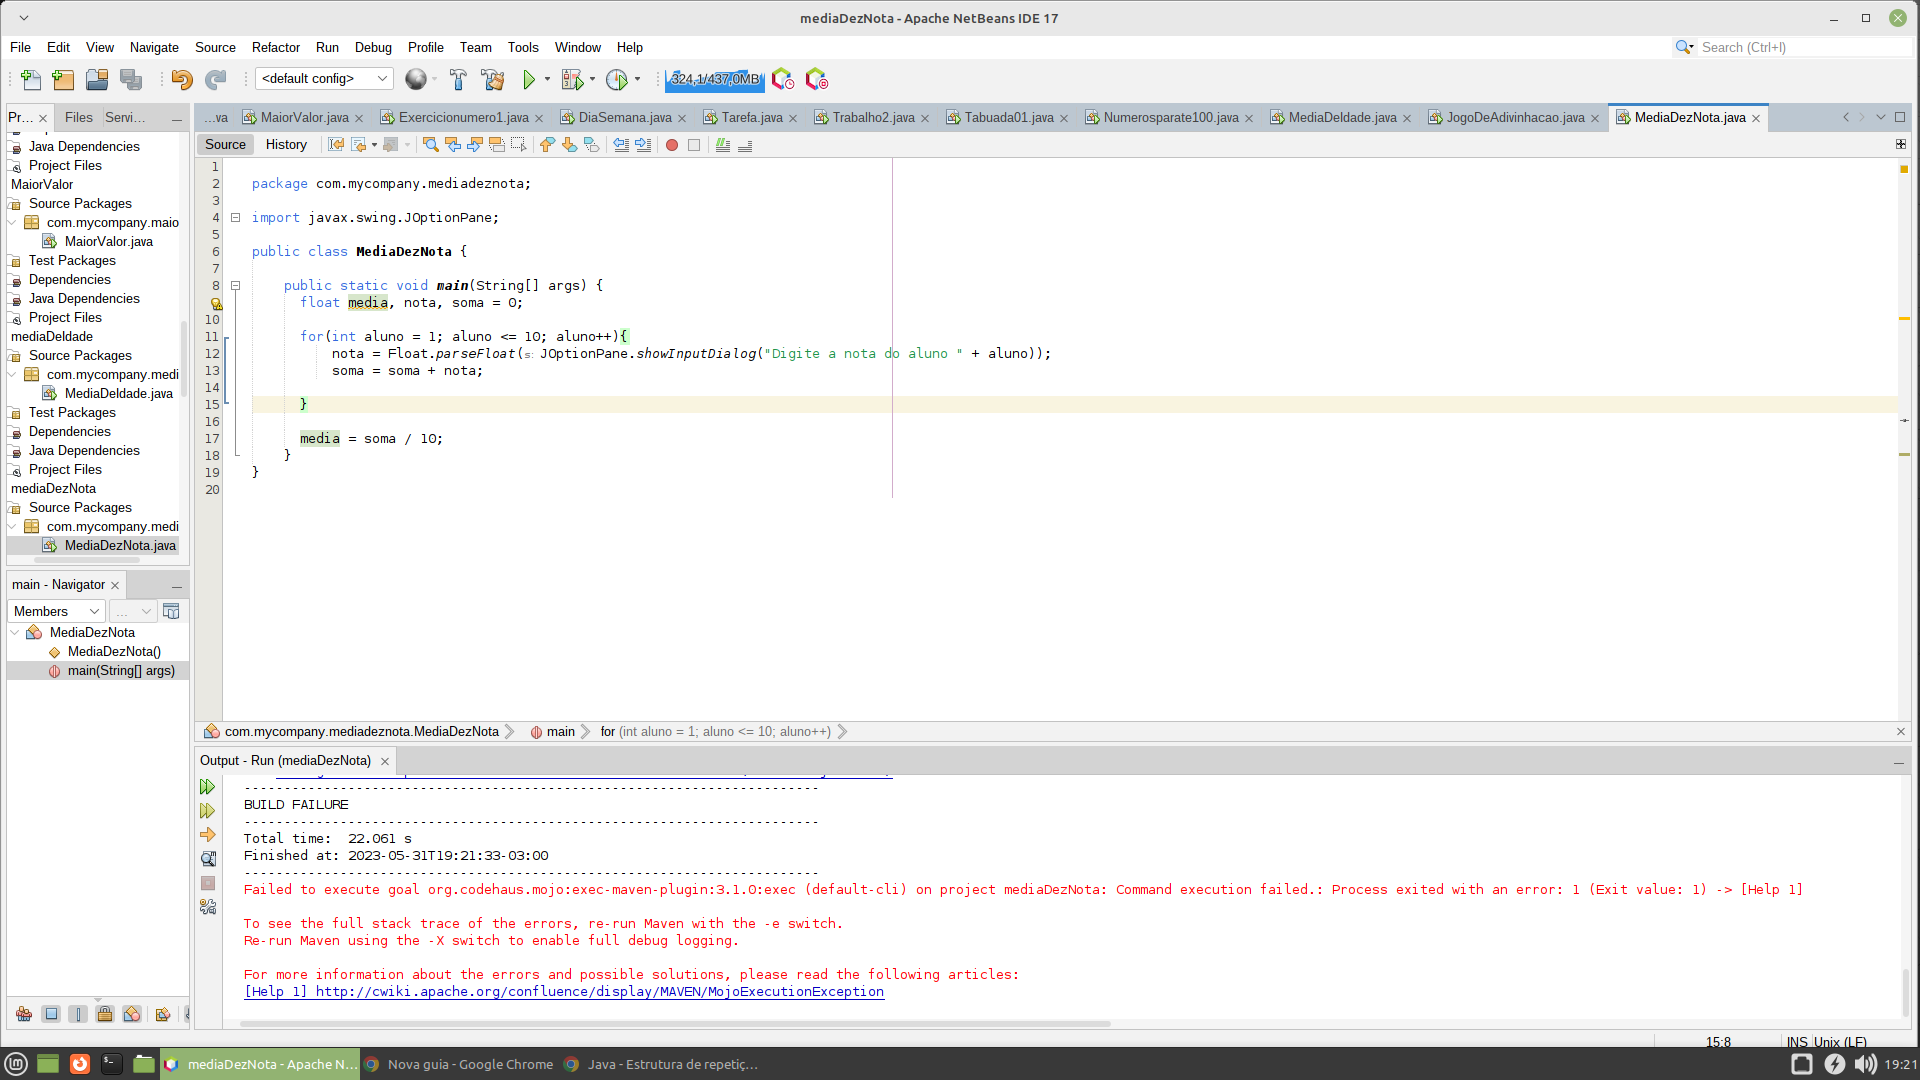 mediaDezNota - Apache NetBeans IDE 17
File Edit View Navigate Source Refactor Run Debug Profile Team Tools Window Help
Search (Ctrl+I)
<default config>
324,1/437,0MB
Pr... Files Servi...
...va MaiorValor.java Exercicionumero1.java DiaSemana.java Tarefa.java Trabalho2.java Tabuada01.java Numerosparate100.java MediaDeIdade.java JogoDeAdivinhacao.java MediaDezNota.java
Source History
Java Dependencies
Project Files
MaiorValor
Source Packages
com.mycompany.maio
MaiorValor.java
Test Packages
Dependencies
Java Dependencies
Project Files
mediaDeIdade
Source Packages
com.mycompany.medi
MediaDeIdade.java
Test Packages
Dependencies
Java Dependencies
Project Files
mediaDezNota
Source Packages
com.mycompany.medi
MediaDezNota.java
1
2 package com.mycompany.mediadeznota;
3
4 import javax.swing.JOptionPane;
5
6 public class MediaDezNota {
7
8 public static void main(String[] args) {
float media, nota, soma = 0;
10
11 for(int aluno = 1; aluno <= 10; aluno++){
12 nota = Float.parseFloat(s: JOptionPane.showInputDialog("Digite a nota do aluno " + aluno));
13 soma = soma + nota;
14
15 }
16
17 media = soma / 10;
18 }
19 }
20
main - Navigator
Members ...
MediaDezNota
MediaDezNota()
main(String[] args)
com.mycompany.mediadeznota.MediaDezNota main for (int aluno = 1; aluno <= 10; aluno++)
Output - Run (mediaDezNota)
------------------------------------------------------------------------
BUILD FAILURE
------------------------------------------------------------------------
Total time: 22.061 s
Finished at: 2023-05-31T19:21:33-03:00
------------------------------------------------------------------------
Failed to execute goal org.codehaus.mojo:exec-maven-plugin:3.1.0:exec (default-cli) on project mediaDezNota: Command execution failed.: Process exited with an error: 1 (Exit value: 1) -> [Help 1]
To see the full stack trace of the errors, re-run Maven with the -e switch.
Re-run Maven using the -X switch to enable full debug logging.
For more information about the errors and possible solutions, please read the following articles:
[Help 1] http://cwiki.apache.org/confluence/display/MAVEN/MojoExecutionException
15:8 INS Unix (LF)
mediaDezNota - Apache N... Nova guia - Google Chrome Java - Estrutura de repetiç... 19:21